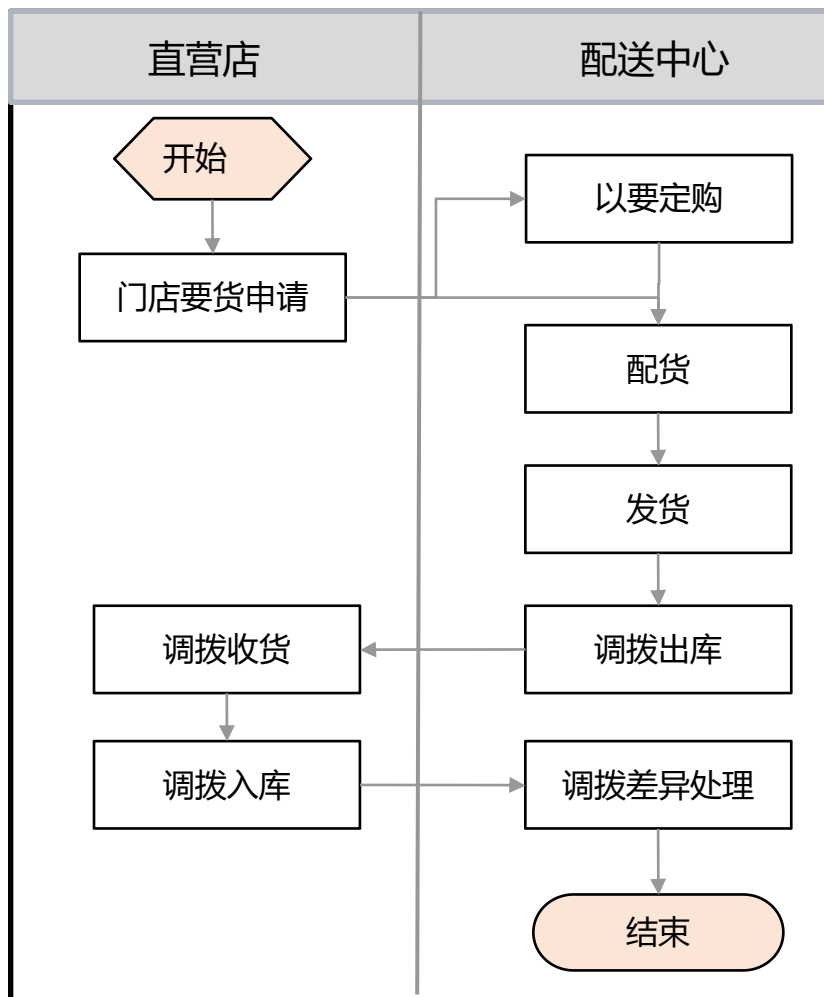 直营店
配送中心
开始
以要定购
门店要货申请
配货
发货
调拨收货
调拨出库
调拨入库
调拨差异处理
结束